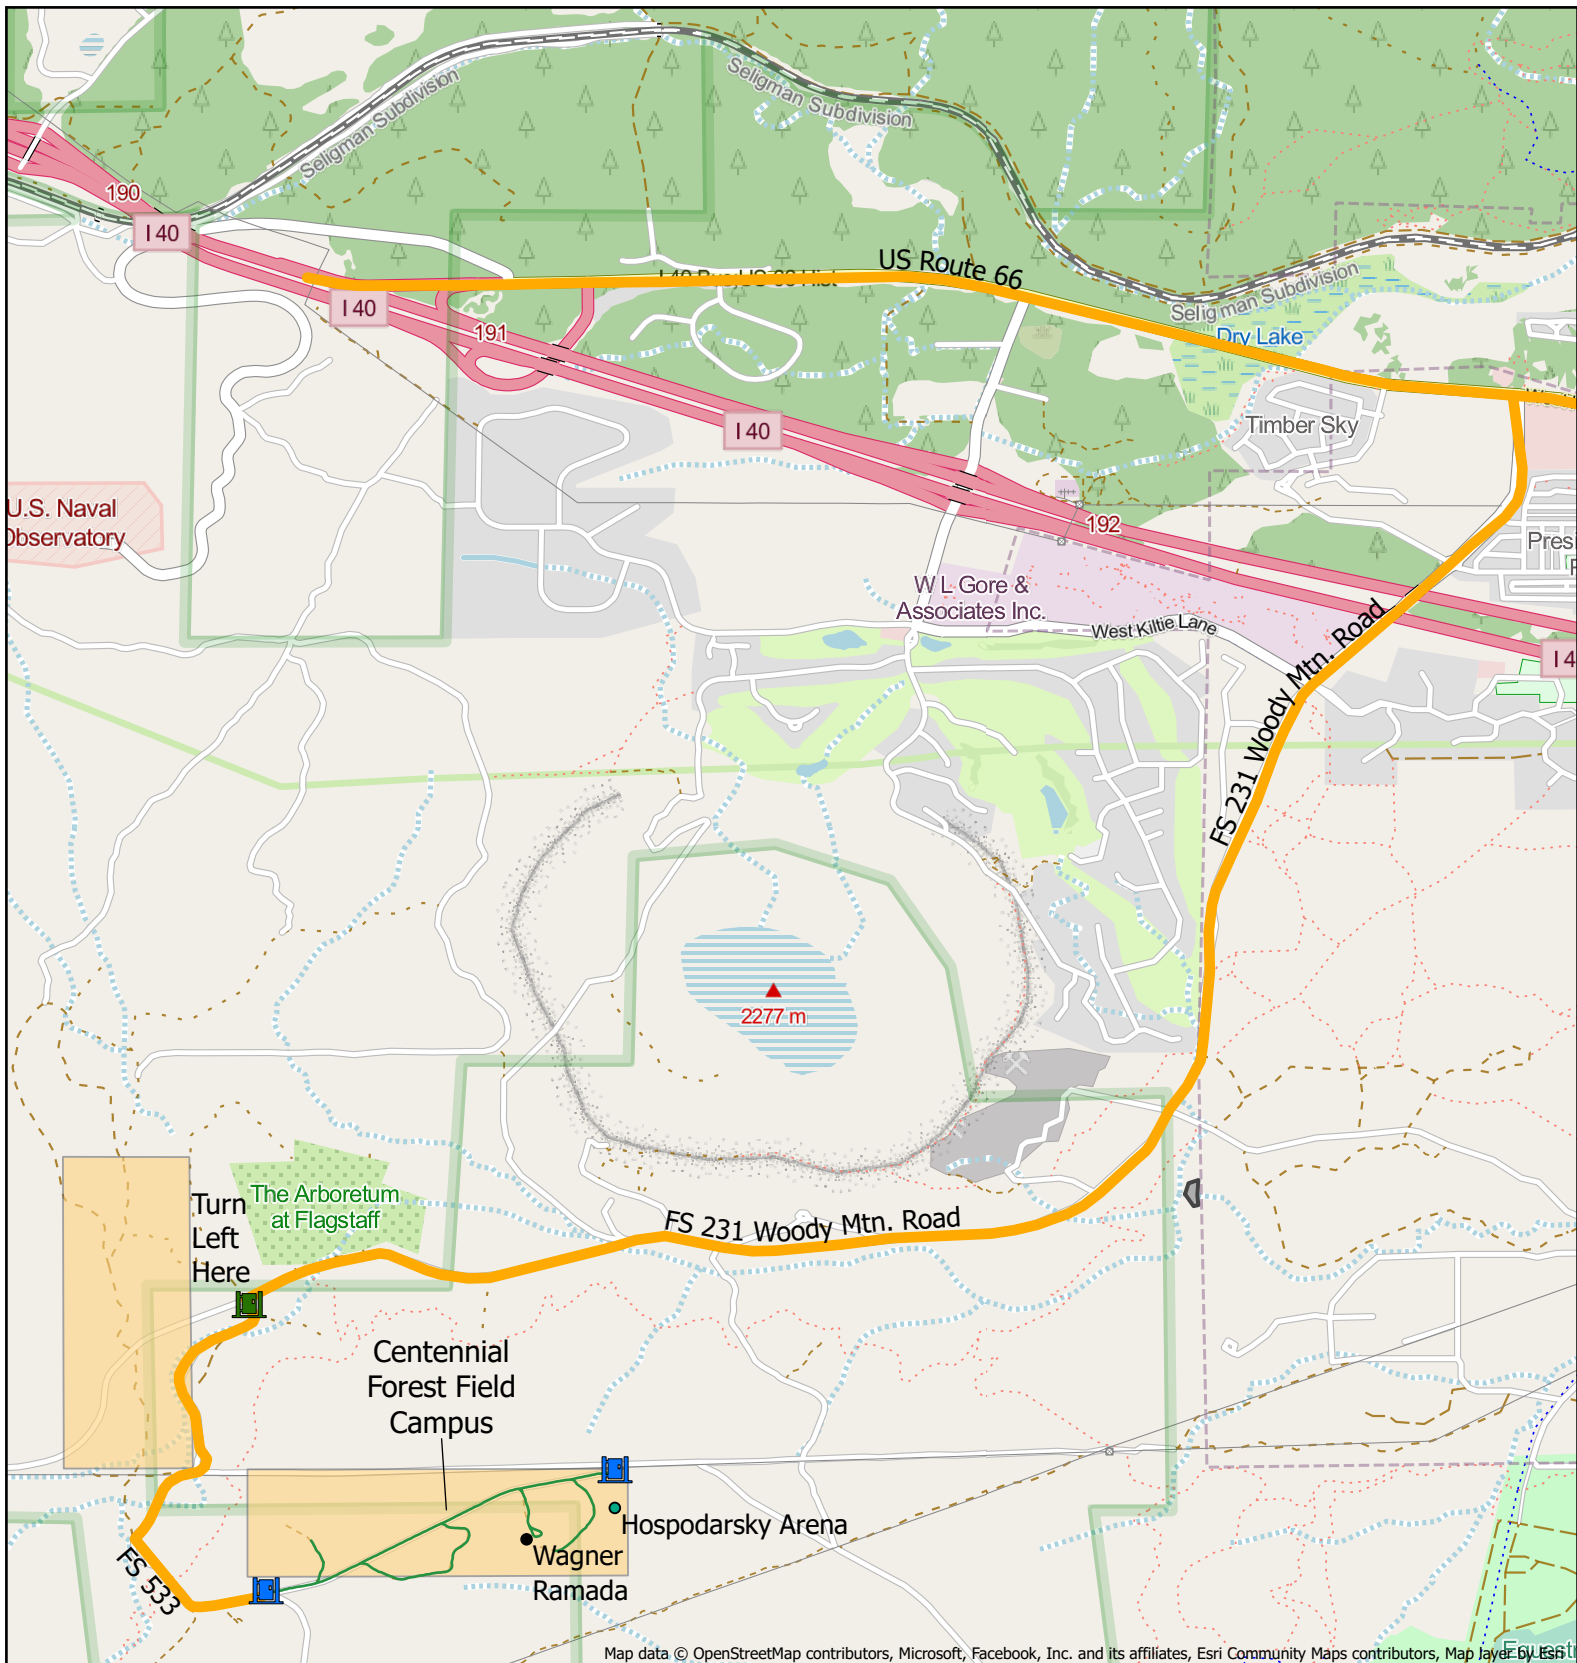 Seligman Subdivision
Seligman Subdivision
190
I 40
US Route 66
Seligman Subdivision
I 40
191
Dry Lake
I 40
Timber Sky
U.S. Naval
Observatory
192
W L Gore &
Associates Inc.
West Kiltie Lane
FS 231 Woody Mtn. Road
2277 m
Turn
Left
Here
The Arboretum
at Flagstaff
FS 231 Woody Mtn. Road
Centennial
Forest Field
Campus
Hospodarsky Arena
Wagner
Ramada
FS 533
Map data © OpenStreetMap contributors, Microsoft, Facebook, Inc. and its affiliates, Esri Community Maps contributors, Map layer by Esri